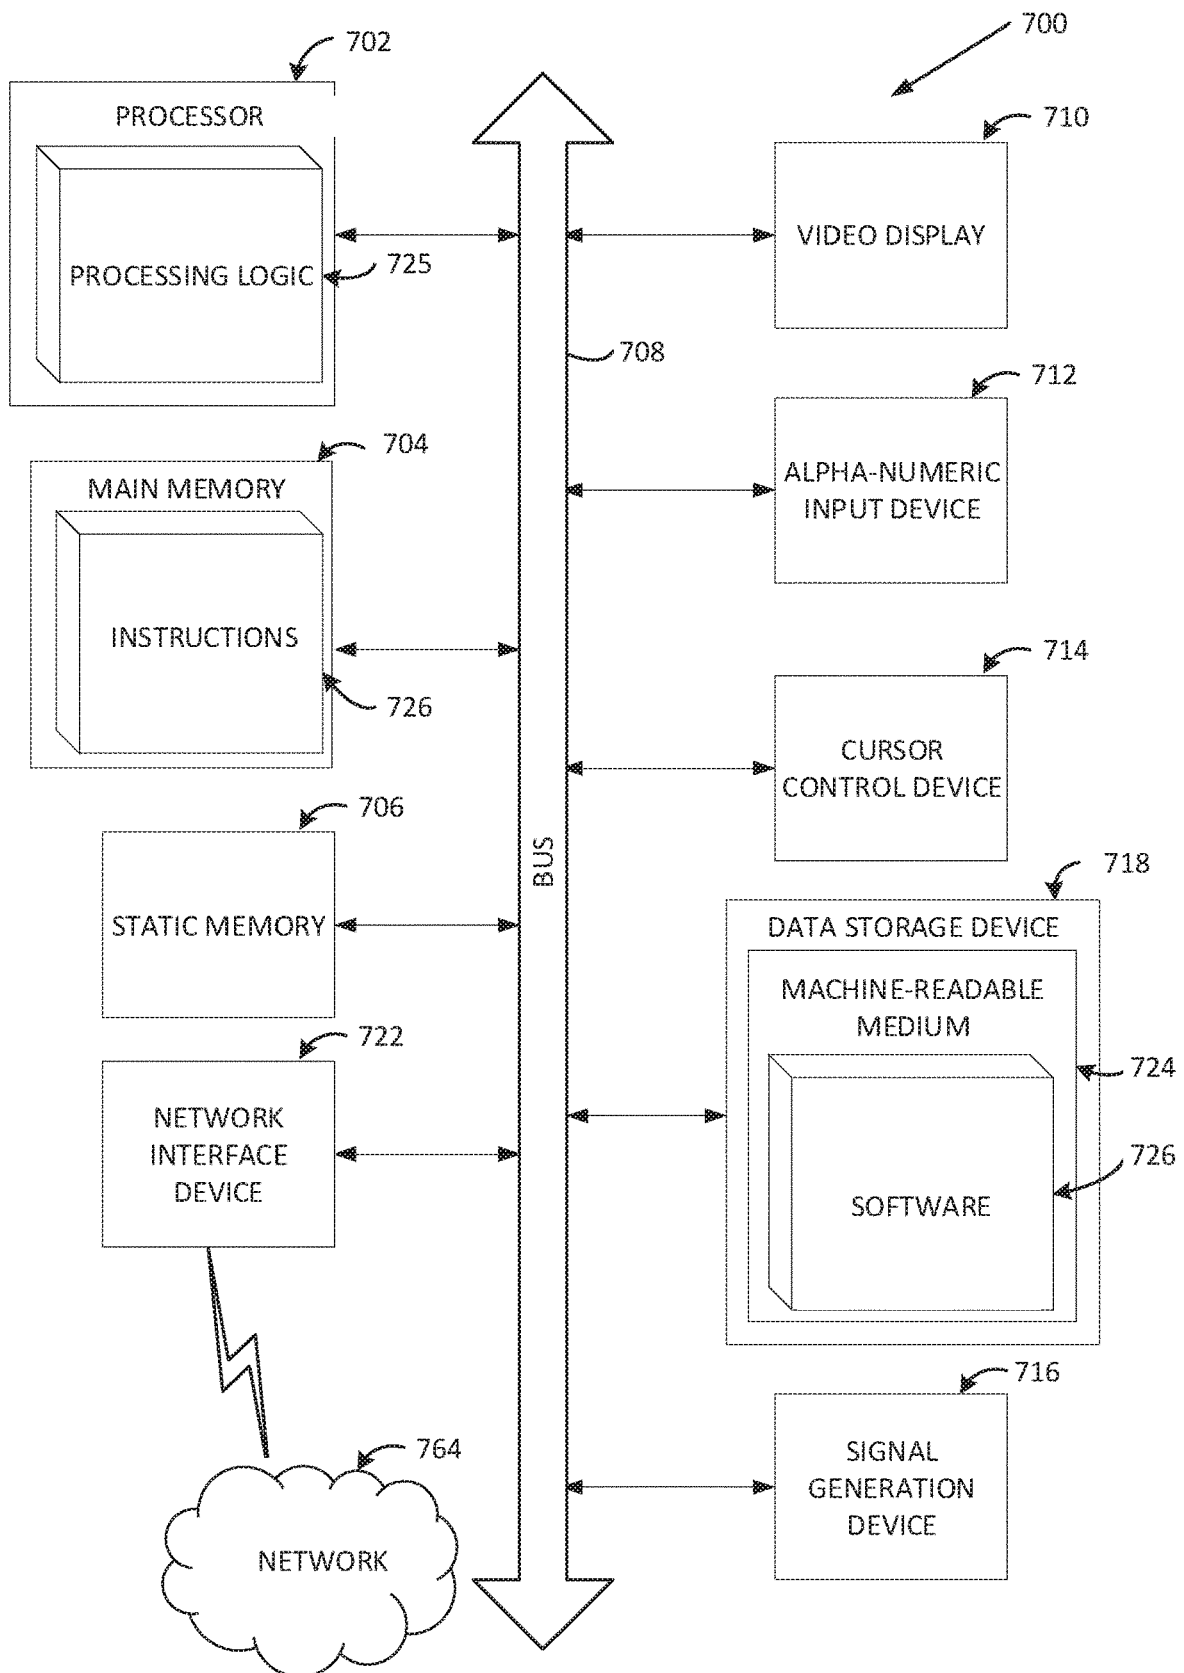 700
702
PROCESSOR
PROCESSING LOGIC
725
704
MAIN MEMORY
INSTRUCTIONS
726
706
STATIC MEMORY
722
NETWORK
INTERFACE
DEVICE
764
NETWORK
BUS
708
710
VIDEO DISPLAY
712
ALPHA-NUMERIC
INPUT DEVICE
714
CURSOR
CONTROL DEVICE
718
DATA STORAGE DEVICE
MACHINE-READABLE
MEDIUM
724
726
SOFTWARE
716
SIGNAL
GENERATION
DEVICE